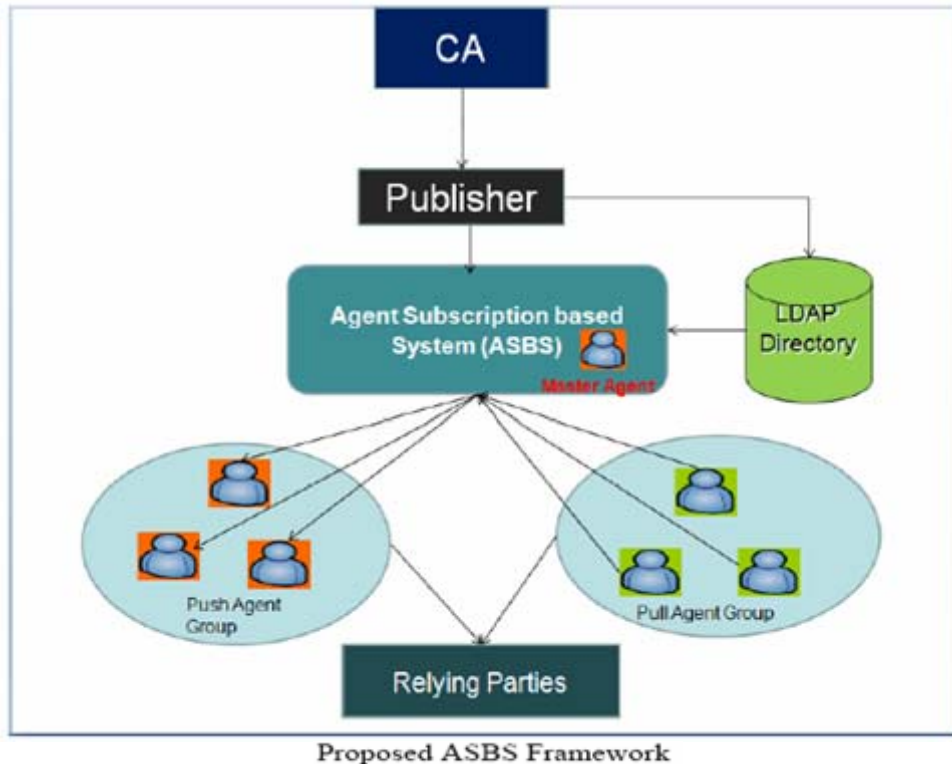 CA
Publisher
Agent Subscription based
System (ASBS)
Master Agent
LDAP
Directory
Push Agent
Group
Pull Agent Group
Relying Parties
Proposed ASBS Framework